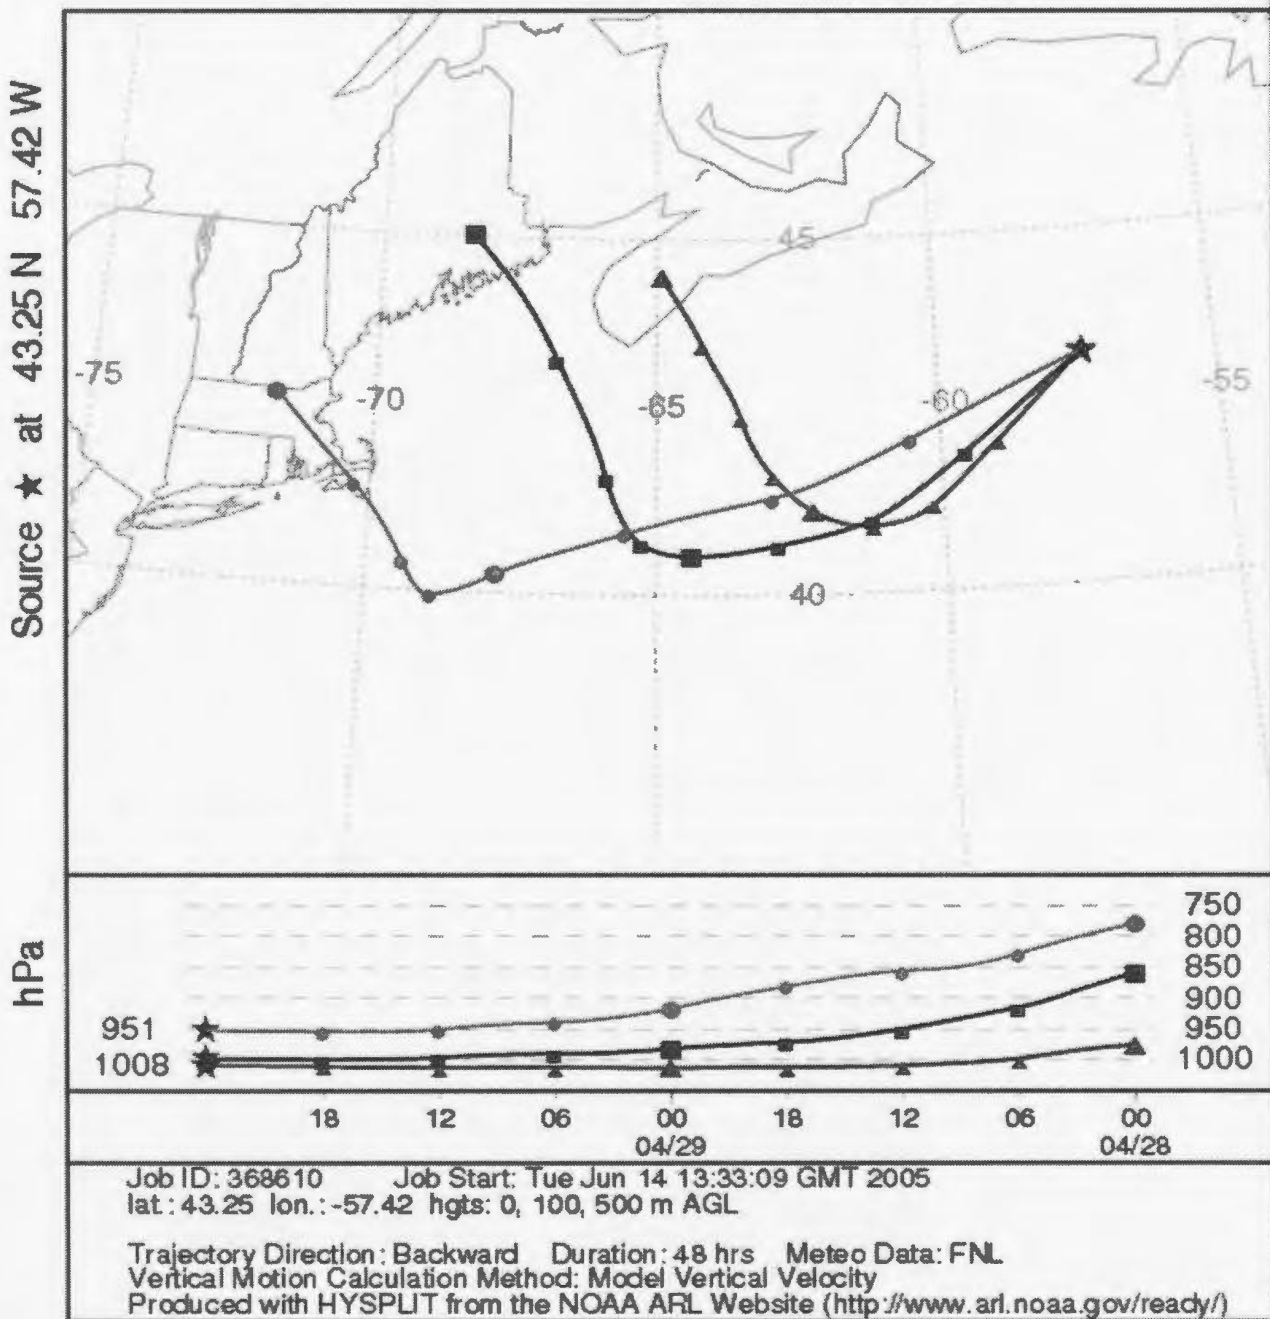 Source ★ at 43.25 N 57.42 W
45
-75
-70
-65
-60
-55
40
hPa
750
800
850
900
950
1000
951
1008
18 12 06 00 18 12 06 00
04/29 04/28
Job ID: 368610 Job Start: Tue Jun 14 13:33:09 GMT 2005
lat.: 43.25 lon.: -57.42 hgts: 0, 100, 500 m AGL
Trajectory Direction: Backward Duration: 48 hrs Meteo Data: FNL
Vertical Motion Calculation Method: Model Vertical Velocity
Produced with HYSPLIT from the NOAA ARL Website (http://www.arl.noaa.gov/ready/)